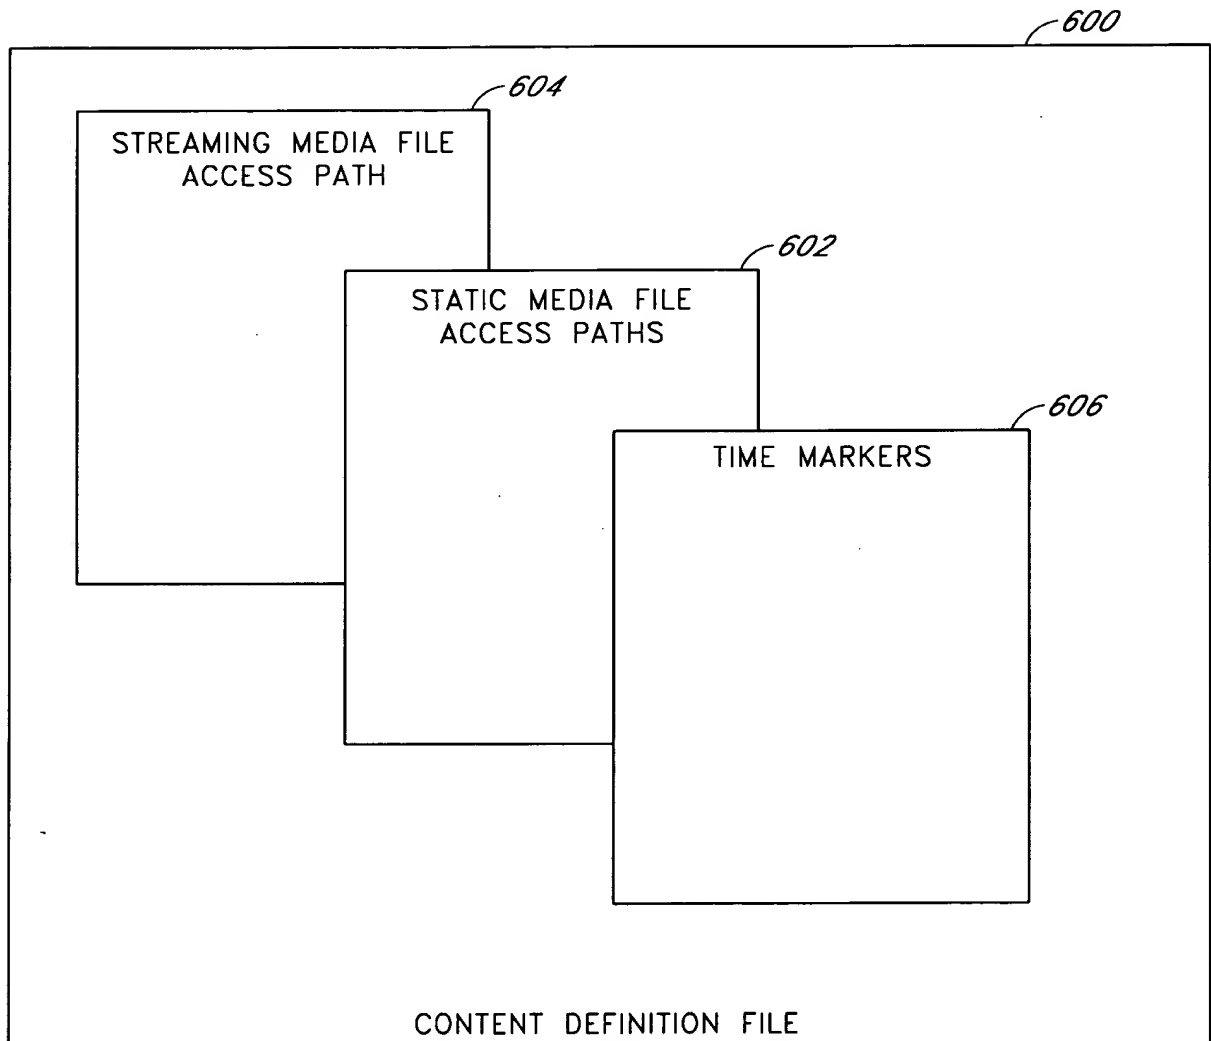 600
604
STREAMING MEDIA FILE
ACCESS PATH
602
STATIC MEDIA FILE
ACCESS PATHS
606
TIME MARKERS
CONTENT DEFINITION FILE